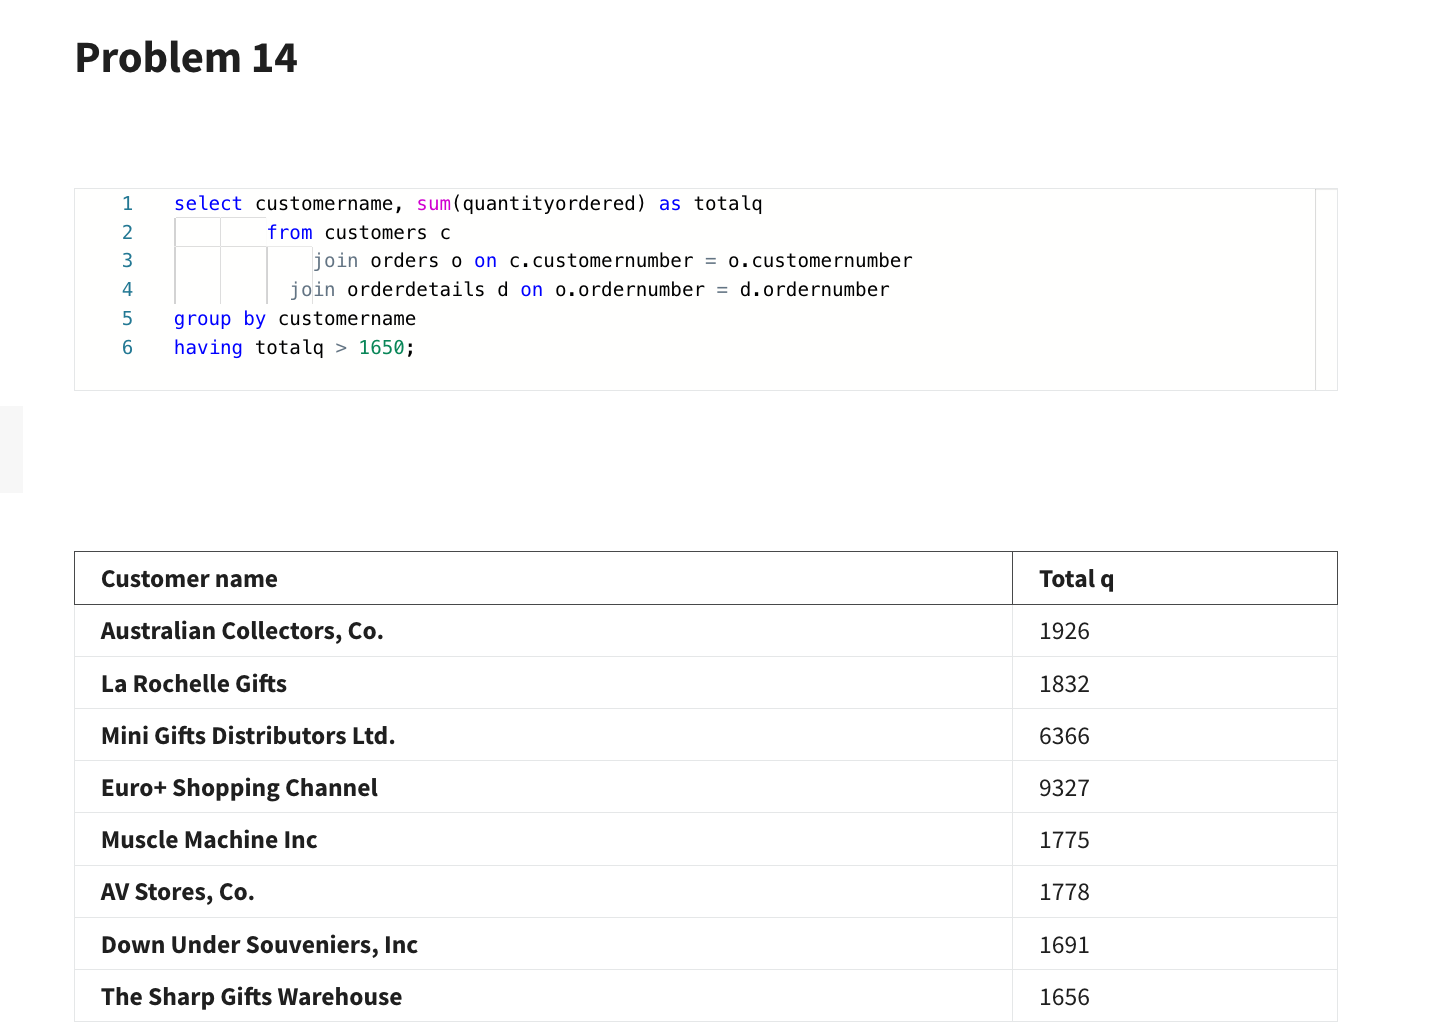 Problem 14
1 select customername, sum(quantityordered) as totalq
2 from customers c
3 join orders o on c.customernumber = o.customernumber
4 join orderdetails d on o.ordernumber = d.ordernumber
5 group by customername
6 having totalq > 1650;
Customer name Total q
Australian Collectors, Co. 1926
La Rochelle Gifts 1832
Mini Gifts Distributors Ltd. 6366
Euro+ Shopping Channel 9327
Muscle Machine Inc 1775
AV Stores, Co. 1778
Down Under Souveniers, Inc 1691
The Sharp Gifts Warehouse 1656